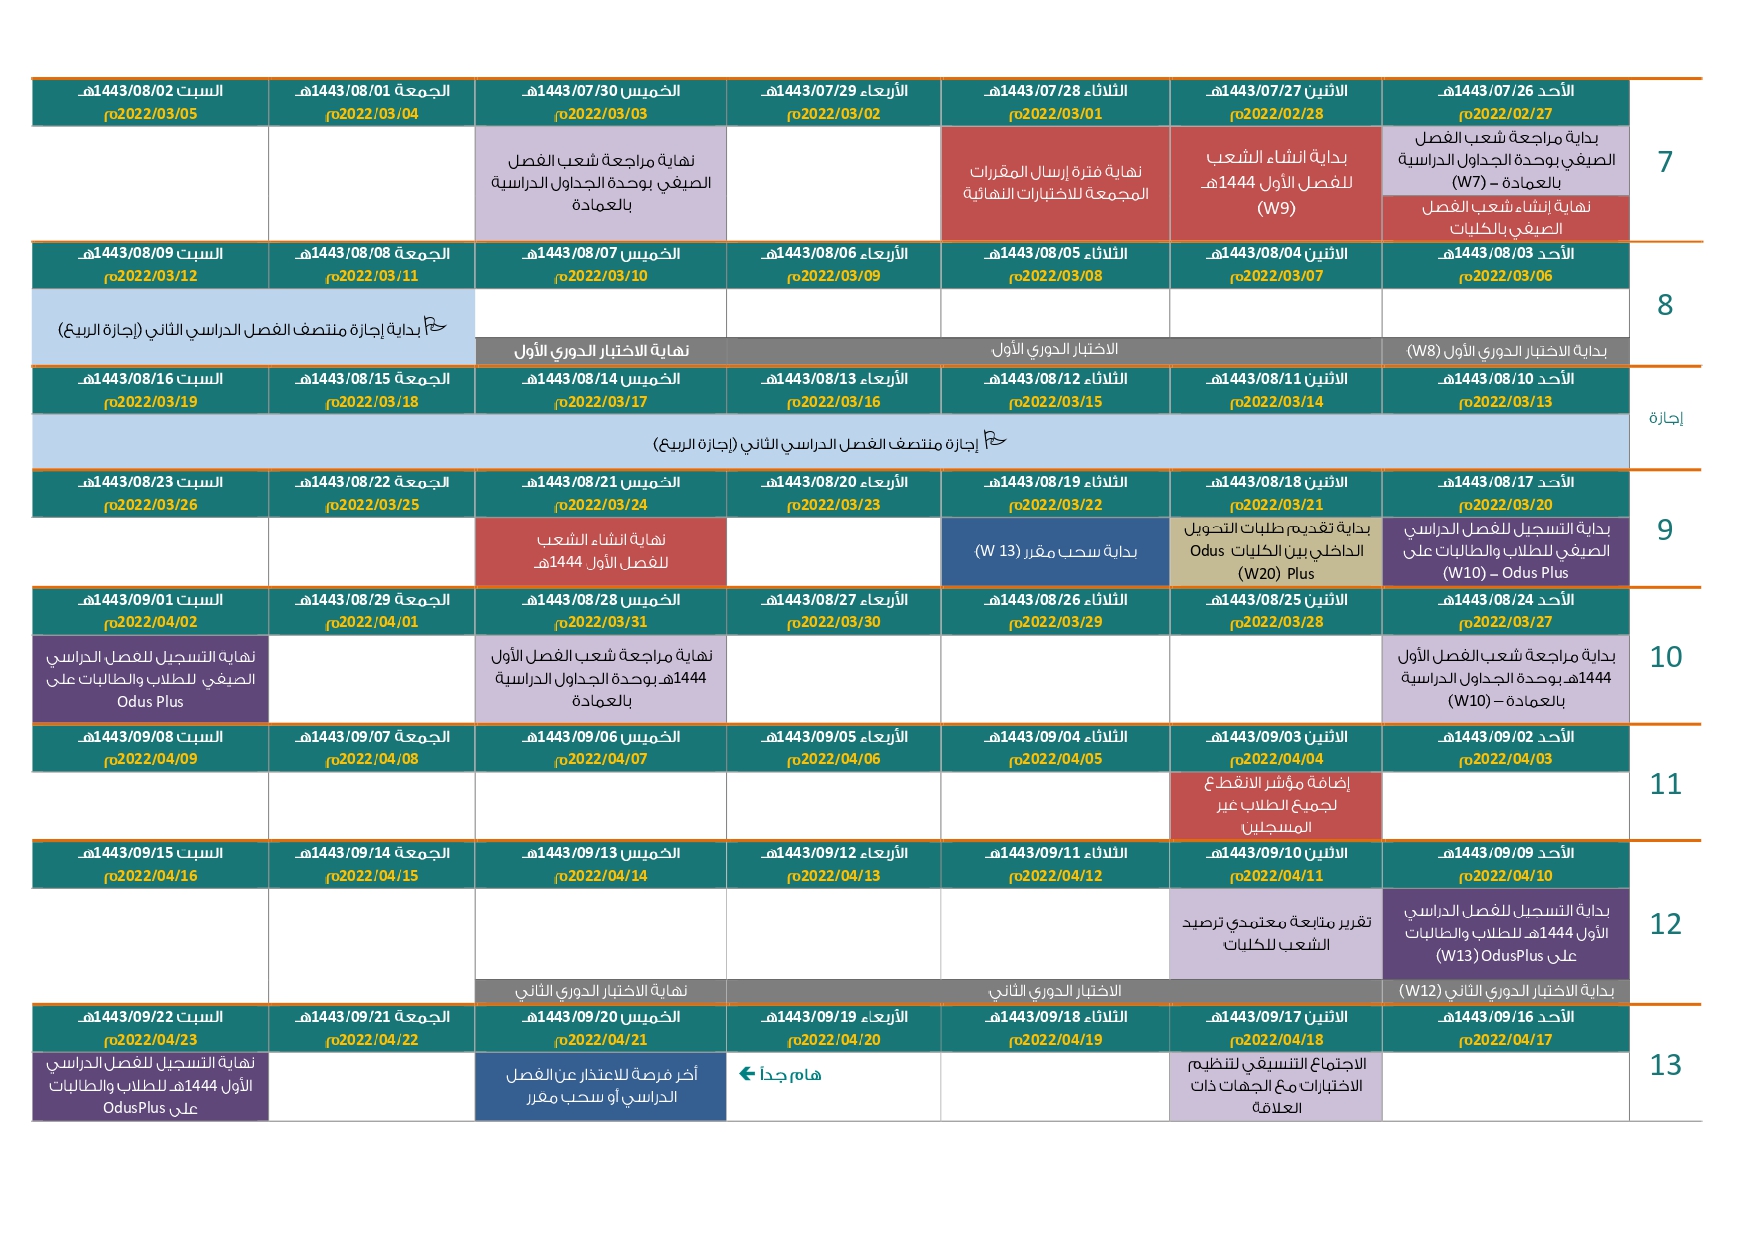 7
الأحد 1443/07/26هـ
2022/02/27م
الاثنين 1443/07/27هـ
2022/02/28م
الثلاثاء 1443/07/28هـ
2022/03/01م
الأربعاء 1443/07/29هـ
2022/03/02م
الخميس 1443/07/30هـ
2022/03/03م
الجمعة 1443/08/01هـ
2022/03/04م
السبت 1443/08/02هـ
2022/03/05م
بداية مراجعة شعب الفصل
الصيفي بوحدة الجداول الدراسية
بالعمادة – (W7)
نهاية إنشاء شعب الفصل
الصيفي بالكليات
بداية انشاء الشعب
للفصل الأول 1444هـ
(W9)
نهاية فترة إرسال المقررات
المجمعة للاختبارات النهائية
نهاية مراجعة شعب الفصل
الصيفي بوحدة الجداول الدراسية
بالعمادة
8
الأحد 1443/08/03هـ
2022/03/06م
الاثنين 1443/08/04هـ
2022/03/07م
الثلاثاء 1443/08/05هـ
2022/03/08م
الأربعاء 1443/08/06هـ
2022/03/09م
الخميس 1443/08/07هـ
2022/03/10م
الجمعة 1443/08/08هـ
2022/03/11م
السبت 1443/08/09هـ
2022/03/12م
بداية الاختبار الدوري الأول (W8)
الاختبار الدوري الأول
نهاية الاختبار الدوري الأول
بداية إجازة منتصف الفصل الدراسي الثاني (إجازة الربيع)
إجازة
الأحد 1443/08/10هـ
2022/03/13م
الاثنين 1443/08/11هـ
2022/03/14م
الثلاثاء 1443/08/12هـ
2022/03/15م
الأربعاء 1443/08/13هـ
2022/03/16م
الخميس 1443/08/14هـ
2022/03/17م
الجمعة 1443/08/15هـ
2022/03/18م
السبت 1443/08/16هـ
2022/03/19م
إجازة منتصف الفصل الدراسي الثاني (إجازة الربيع)
9
الأحد 1443/08/17هـ
2022/03/20م
الاثنين 1443/08/18هـ
2022/03/21م
الثلاثاء 1443/08/19هـ
2022/03/22م
الأربعاء 1443/08/20هـ
2022/03/23م
الخميس 1443/08/21هـ
2022/03/24م
الجمعة 1443/08/22هـ
2022/03/25م
السبت 1443/08/23هـ
2022/03/26م
بداية التسجيل للفصل الدراسي
الصيفي للطلاب والطالبات على
Odus Plus – (W10)
بداية تقديم طلبات التحويل
الداخلي بين الكليات Odus
Plus (W20)
بداية سحب مقرر (W 13)
نهاية انشاء الشعب
للفصل الأول 1444هـ
10
الأحد 1443/08/24هـ
2022/03/27م
الاثنين 1443/08/25هـ
2022/03/28م
الثلاثاء 1443/08/26هـ
2022/03/29م
الأربعاء 1443/08/27هـ
2022/03/30م
الخميس 1443/08/28هـ
2022/03/31م
الجمعة 1443/08/29هـ
2022/04/01م
السبت 1443/09/01هـ
2022/04/02م
بداية مراجعة شعب الفصل الأول
1444هـ بوحدة الجداول الدراسية
بالعمادة – (W10)
نهاية مراجعة شعب الفصل الأول
1444هـ بوحدة الجداول الدراسية
بالعمادة
نهاية التسجيل للفصل الدراسي
الصيفي للطلاب والطالبات على
Odus Plus
11
الأحد 1443/09/02هـ
2022/04/03م
الاثنين 1443/09/03هـ
2022/04/04م
الثلاثاء 1443/09/04هـ
2022/04/05م
الأربعاء 1443/09/05هـ
2022/04/06م
الخميس 1443/09/06هـ
2022/04/07م
الجمعة 1443/09/07هـ
2022/04/08م
السبت 1443/09/08هـ
2022/04/09م
إضافة مؤشر الانقطاع
لجميع الطلاب غير
المسجلين
12
الأحد 1443/09/09هـ
2022/04/10م
الاثنين 1443/09/10هـ
2022/04/11م
الثلاثاء 1443/09/11هـ
2022/04/12م
الأربعاء 1443/09/12هـ
2022/04/13م
الخميس 1443/09/13هـ
2022/04/14م
الجمعة 1443/09/14هـ
2022/04/15م
السبت 1443/09/15هـ
2022/04/16م
بداية التسجيل للفصل الدراسي
الأول 1444هـ للطلاب والطالبات
على OdusPlus (W13)
تقرير متابعة معتمدي ترصيد
الشعب للكليات
بداية الاختبار الدوري الثاني (W12)
الاختبار الدوري الثاني
نهاية الاختبار الدوري الثاني
13
الأحد 1443/09/16هـ
2022/04/17م
الاثنين 1443/09/17هـ
2022/04/18م
الثلاثاء 1443/09/18هـ
2022/04/19م
الأربعاء 1443/09/19هـ
2022/04/20م
الخميس 1443/09/20هـ
2022/04/21م
الجمعة 1443/09/21هـ
2022/04/22م
السبت 1443/09/22هـ
2022/04/23م
الاجتماع التنسيقي لتنظيم
الاختبارات مع الجهات ذات
العلاقة
هام جداً
أخر فرصة للاعتذار عن الفصل
الدراسي أو سحب مقرر
نهاية التسجيل للفصل الدراسي
الأول 1444هـ للطلاب والطالبات
على OdusPlus